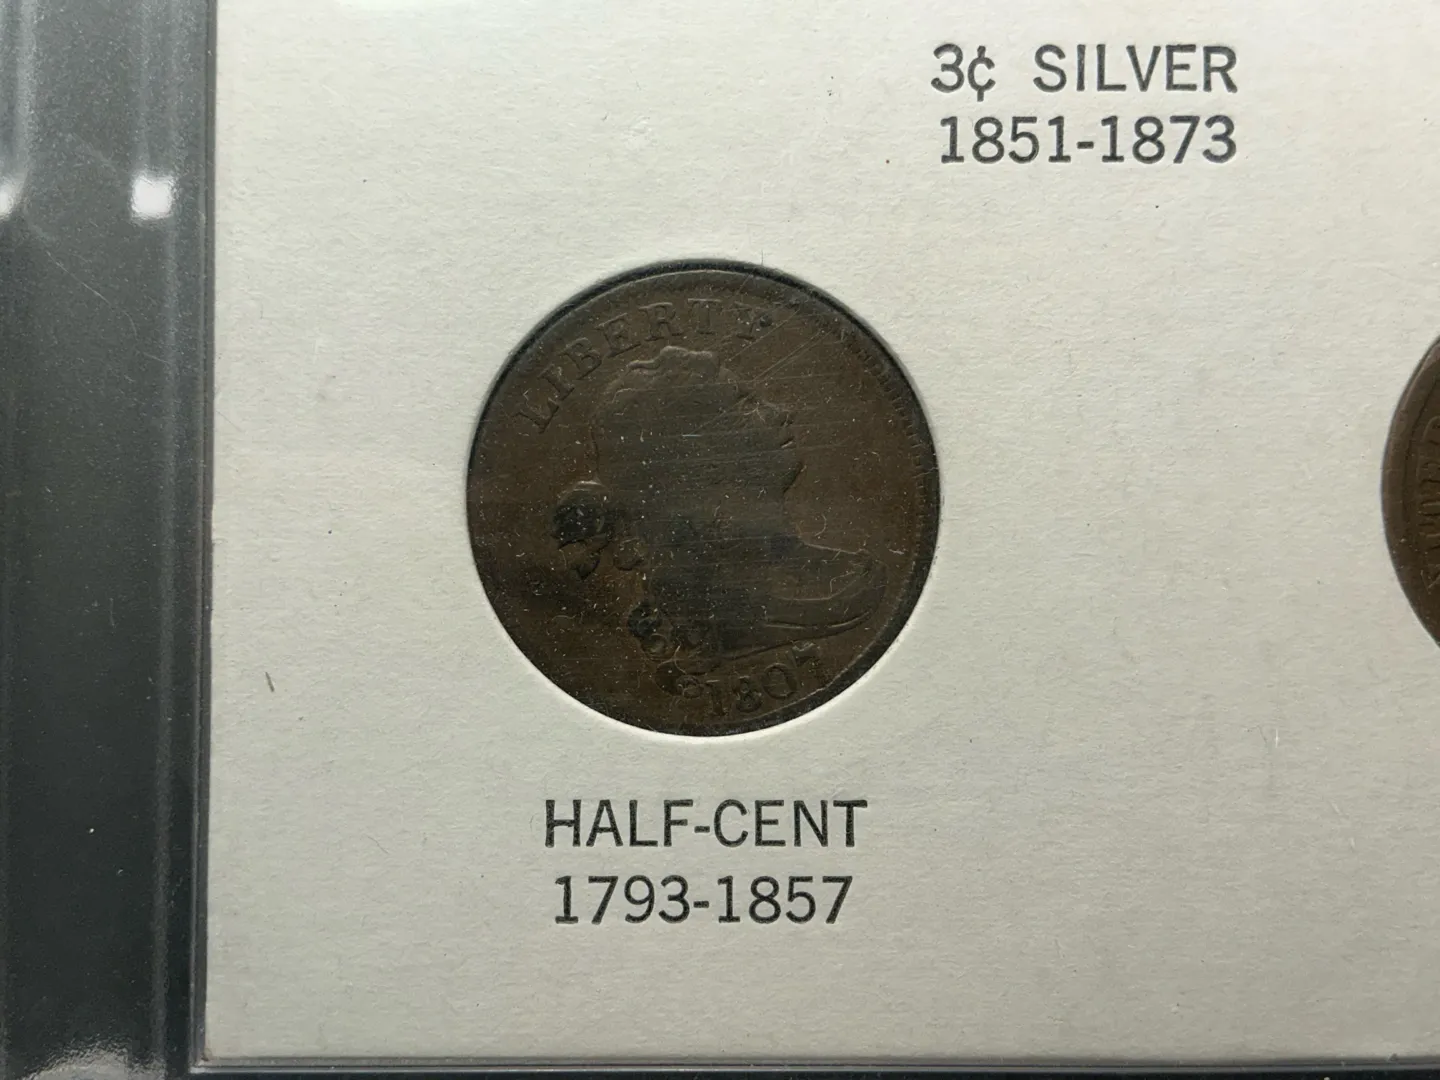 3¢ SILVER
1851-1873
LIBERTY
1807
HALF-CENT
1793-1857